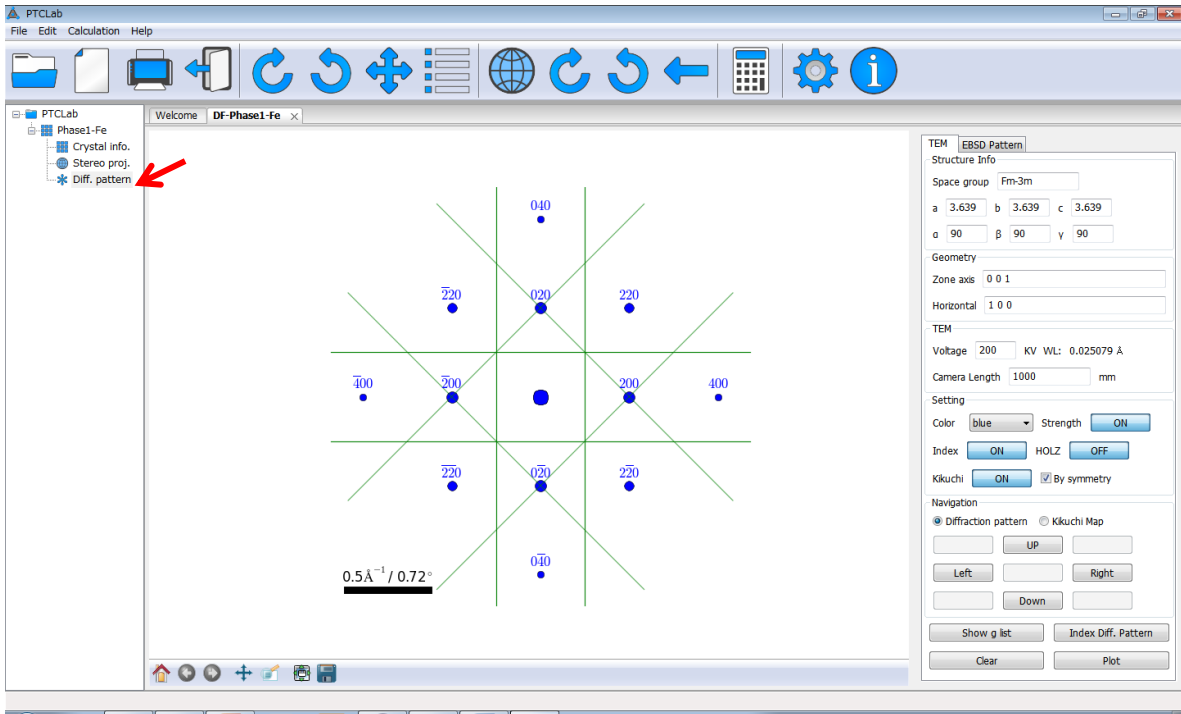 PTCLab
File Edit Calculation Help
PTCLab
Phase1-Fe
Crystal info.
Stereo proj.
Diff. pattern
Welcome DF-Phase1-Fe ×
040
2̅20 020 220
4̅00 2̅00 200 400
2̅2̅0 02̅0 22̅0
04̅0
0.5Å⁻¹ / 0.72°
TEM EBSD Pattern
Structure Info
Space group Fm-3m
a 3.639 b 3.639 c 3.639
α 90 β 90 γ 90
Geometry
Zone axis 0 0 1
Horizontal 1 0 0
TEM
Voltage 200 KV WL: 0.025079 Å
Camera Length 1000 mm
Setting
Color blue Strength ON
Index ON HOLZ OFF
Kikuchi ON By symmetry
Navigation
Diffraction pattern Kikuchi Map
UP
Left Right
Down
Show g list Index Diff. Pattern
Clear Plot